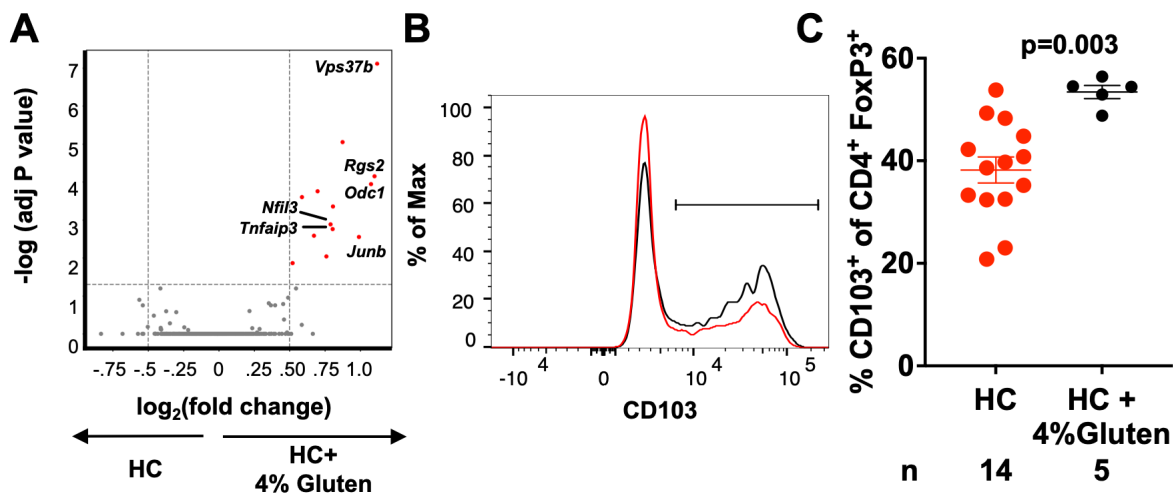 A
-log (adj P value)
7
6
5
4
3
2
1
0
Vps37b
Rgs2
Odc1
Nfil3
Tnfaip3
Junb
-.75 -.5 -.25 0 .25 .50 .75 1.0
log2(fold change)
HC
HC+
4% Gluten
B
% of Max
100
80
60
40
20
0
-10 4 0 10 4 10 5
CD103
C
% CD103+ of CD4+ FoxP3+
p=0.003
60
40
20
0
HC
HC +
4%Gluten
n 14 5